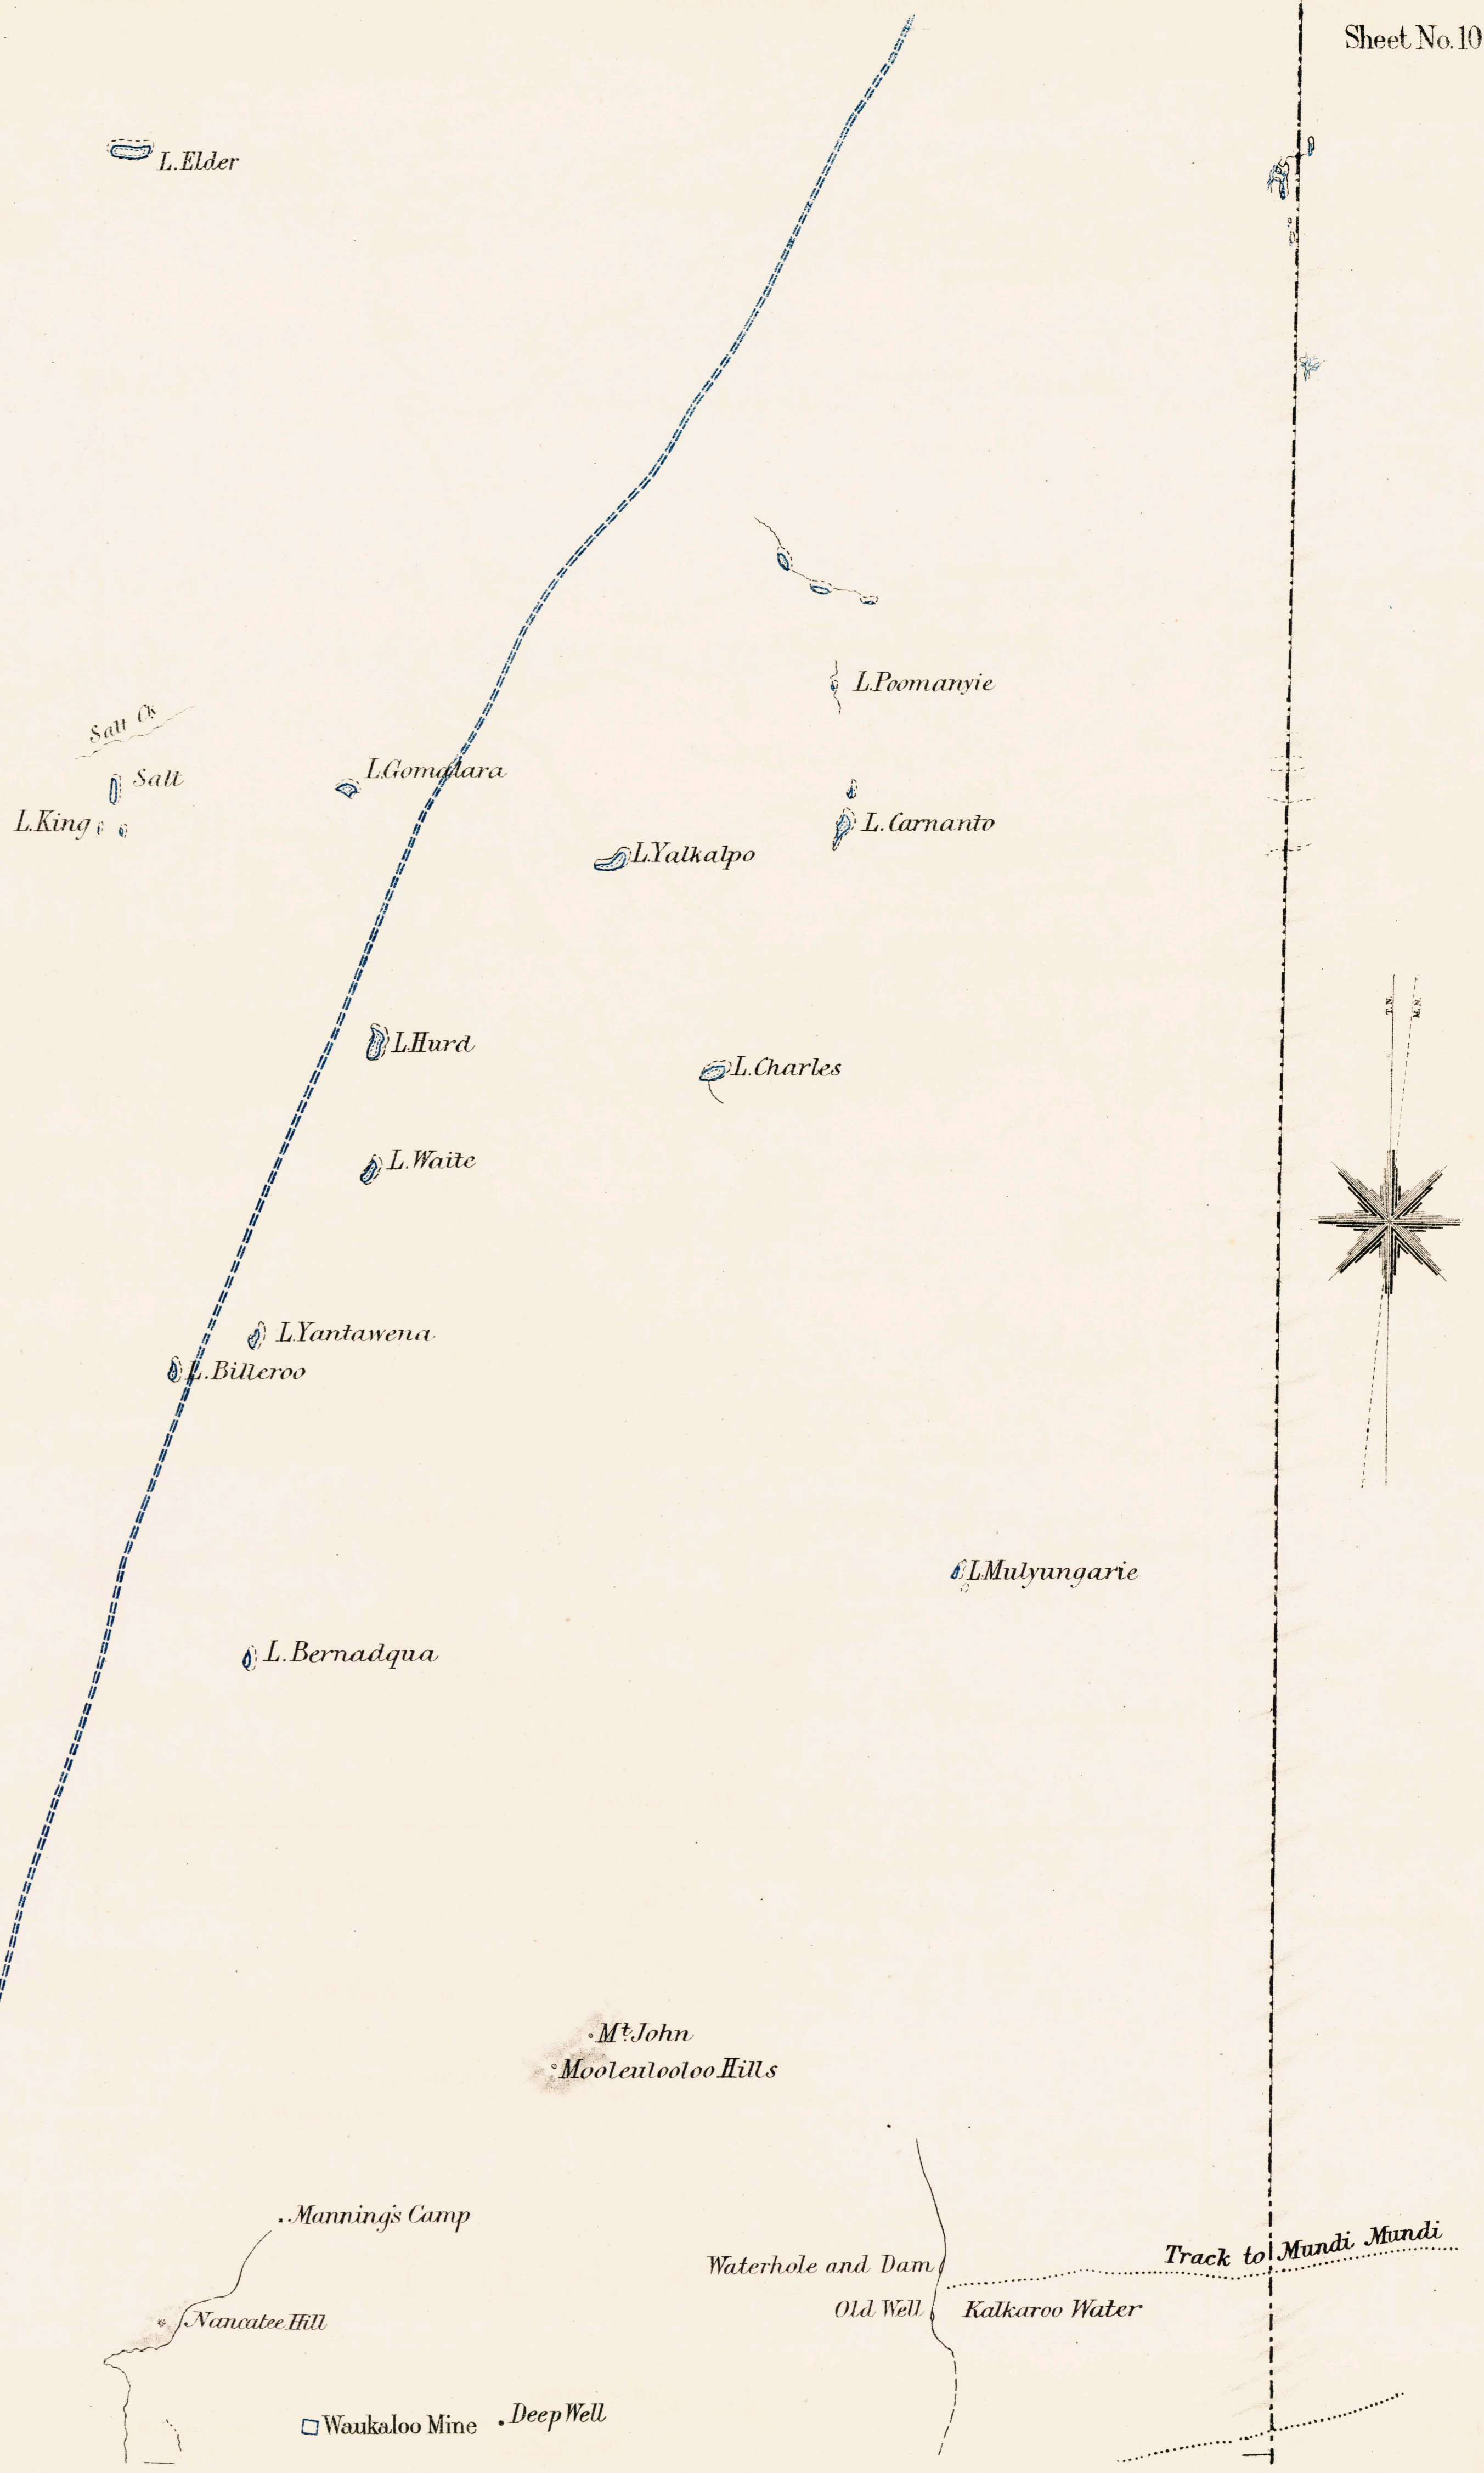 Sheet No. 10
L. Elder
L. Poomanyie
Salt Ck
Salt
L. Gomalara
L. King
L. Carnanto
L. Yalkalpo
T.N.
M.N.
L. Hurd
L. Charles
L. Waite
L. Yantawena
L. Billeroo
L. Mulyungarie
L. Bernadqua
Mt. John
Mooleulooloo Hills
Manning's Camp
Track to Mundi Mundi
Waterhole and Dam
Old Well
Kalkaroo Water
Nancatee Hill
Waukaloo Mine
Deep Well